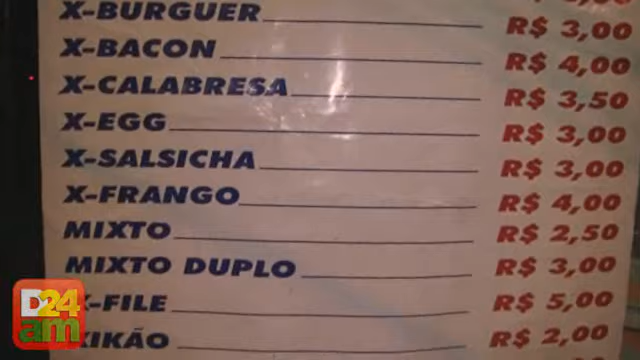 X-BURGUER R$ 3,00
X-BACON R$ 4,00
X-CALABRESA R$ 3,50
X-EGG R$ 3,00
X-SALSICHA R$ 3,00
X-FRANGO R$ 4,00
MIXTO R$ 2,50
MIXTO DUPLO R$ 3,00
X-FILE R$ 5,00
KIKÃO R$ 2,00
D24
am